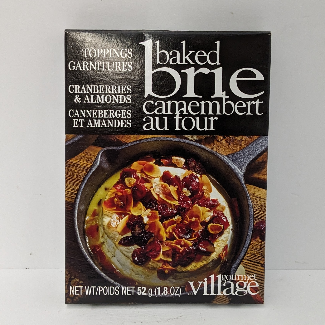 TOPPINGS
GARNITURES
CRANBERRIES
& ALMONDS
CANNEBERGES
ET AMANDES
baked
brie
camembert
au four
NET WT/POIDS NET 52 g (1.8 OZ)
gourmet
village